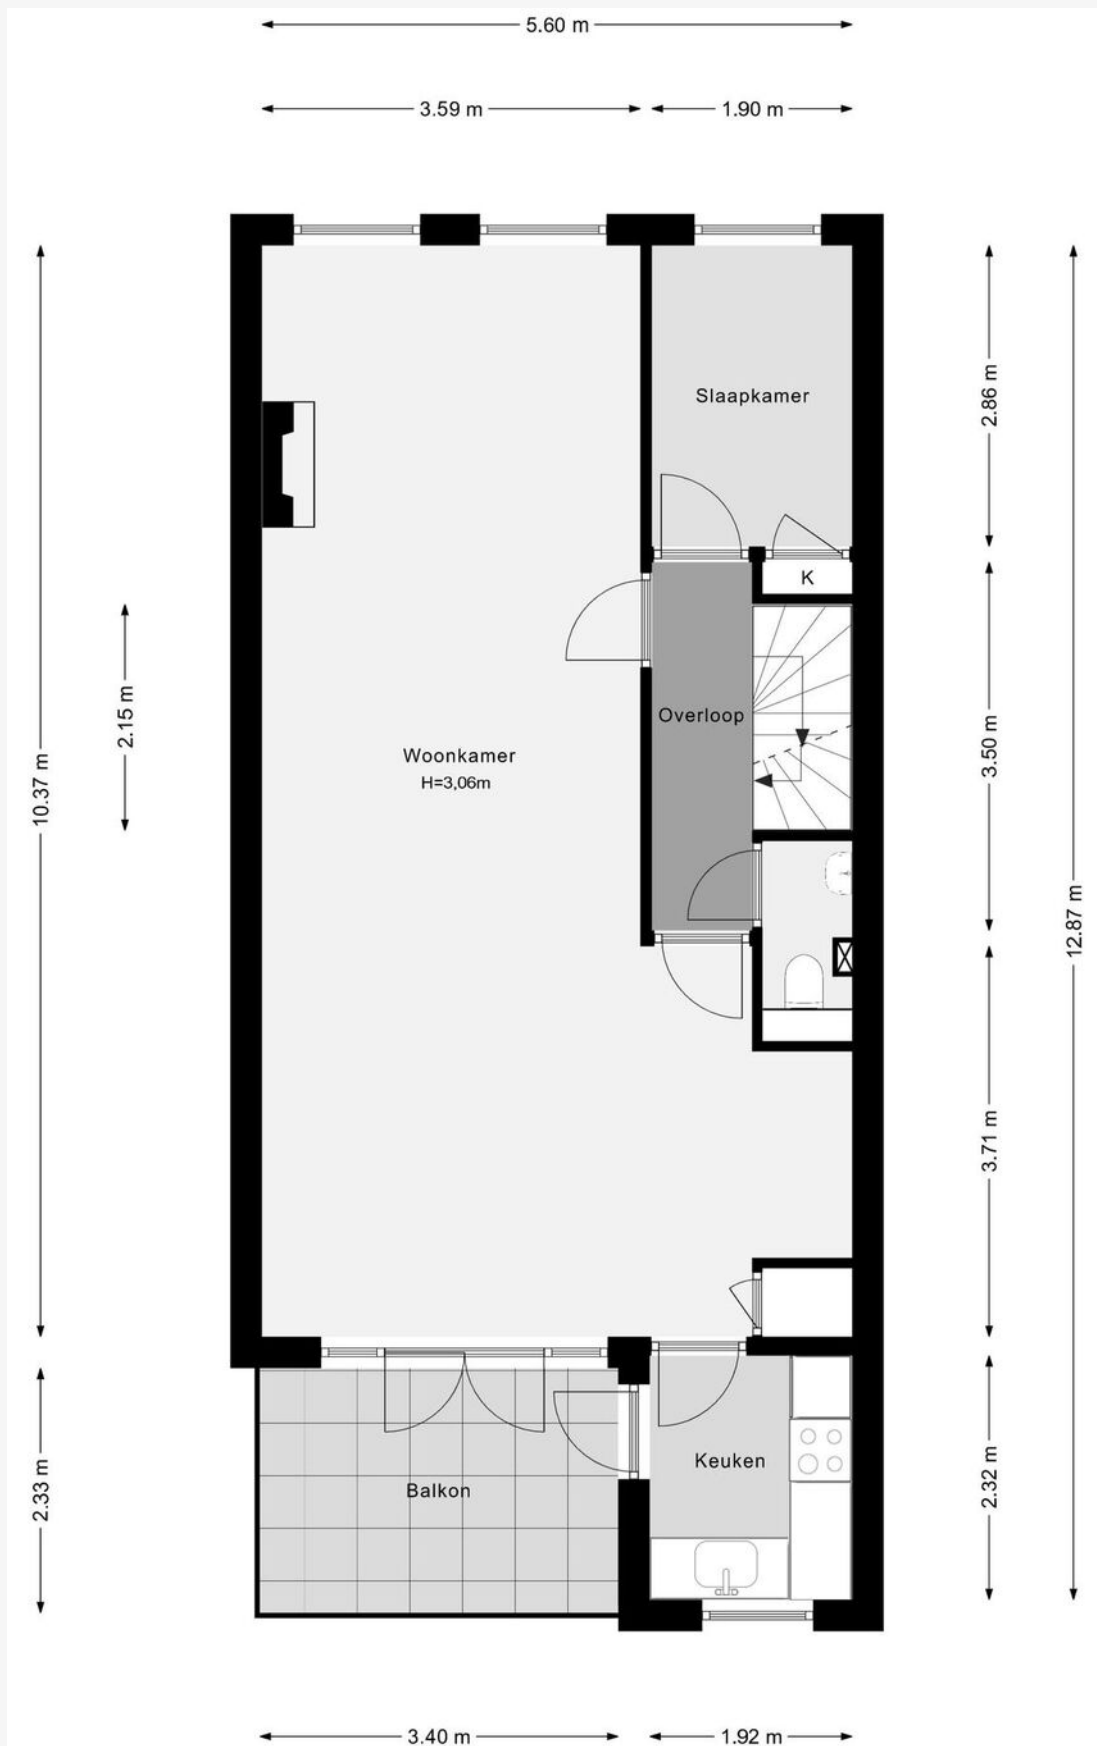 5.60 m
3.59 m
1.90 m
Slaapkamer
2.86 m
K
Overloop
2.15 m
3.50 m
Woonkamer
H=3,06m
10.37 m
12.87 m
3.71 m
Keuken
Balkon
2.33 m
2.32 m
3.40 m
1.92 m